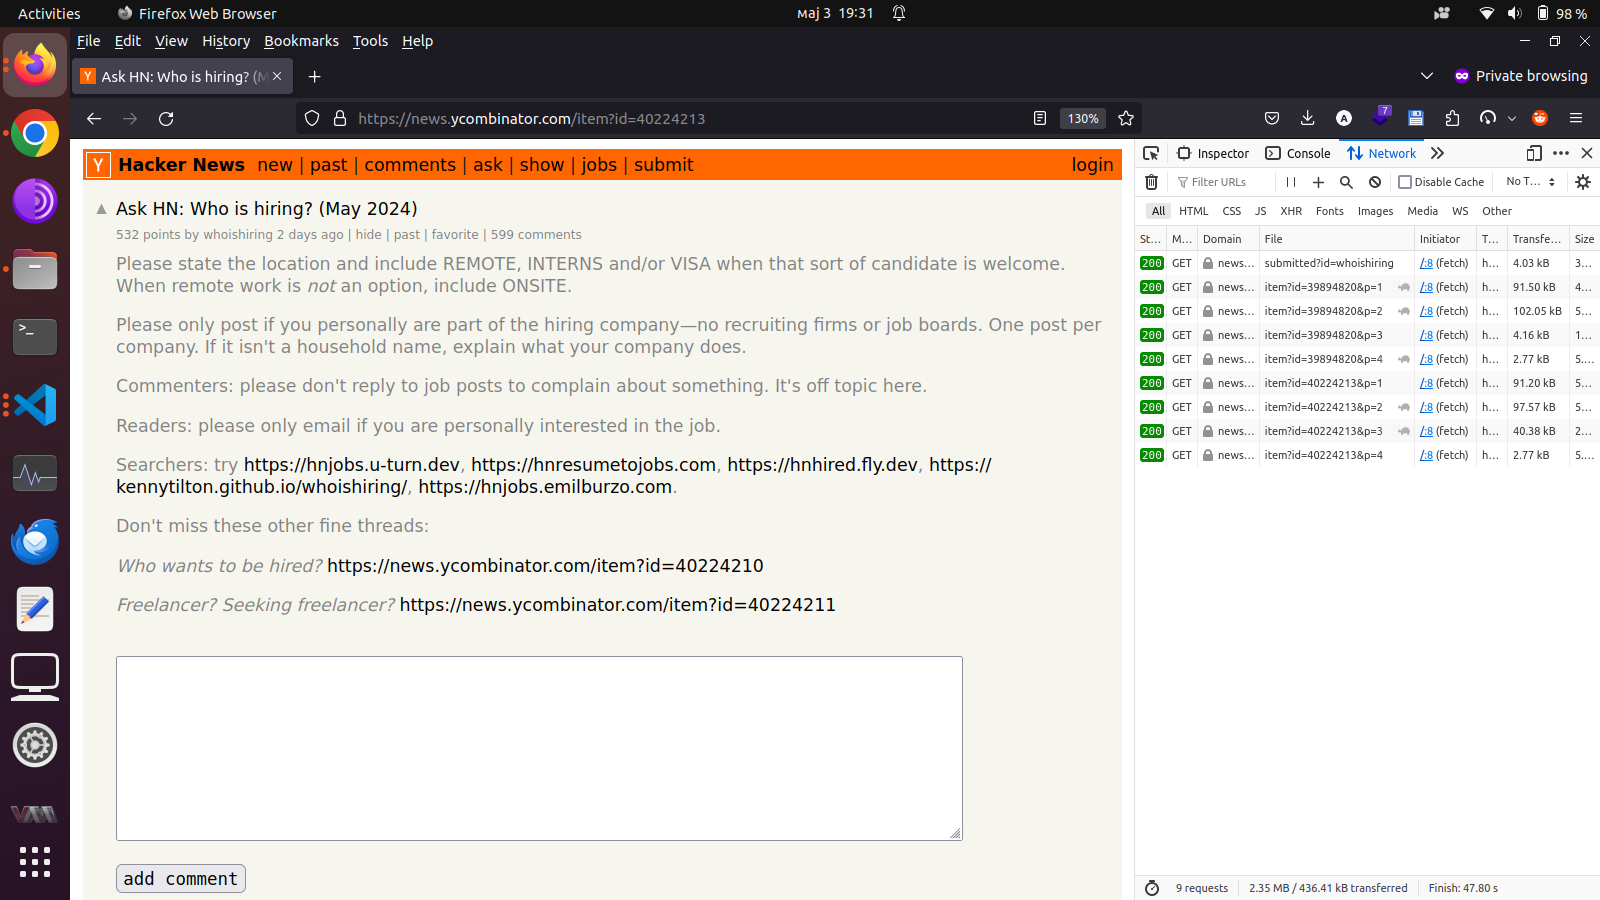 Activities Firefox Web Browser мај 3 19:31 98 %
File Edit View History Bookmarks Tools Help
Y Ask HN: Who is hiring? (M Private browsing
https://news.ycombinator.com/item?id=40224213 130% A 7
Y Hacker News new | past | comments | ask | show | jobs | submit login
Ask HN: Who is hiring? (May 2024)
532 points by whoishiring 2 days ago | hide | past | favorite | 599 comments
Please state the location and include REMOTE, INTERNS and/or VISA when that sort of candidate is welcome.
When remote work is not an option, include ONSITE.
Please only post if you personally are part of the hiring company—no recruiting firms or job boards. One post per
company. If it isn't a household name, explain what your company does.
Commenters: please don't reply to job posts to complain about something. It's off topic here.
Readers: please only email if you are personally interested in the job.
Searchers: try https://hnjobs.u-turn.dev, https://hnresumetojobs.com, https://hnhired.fly.dev, https://
kennytilton.github.io/whoishiring/, https://hnjobs.emilburzo.com.
Don't miss these other fine threads:
Who wants to be hired? https://news.ycombinator.com/item?id=40224210
Freelancer? Seeking freelancer? https://news.ycombinator.com/item?id=40224211
add comment
Inspector Console Network
Filter URLs Disable Cache No T...
All HTML CSS JS XHR Fonts Images Media WS Other
St... M... Domain File Initiator T... Transfe... Size
200 GET news... submitted?id=whoishiring /:8 (fetch) h... 4.03 kB 3...
200 GET news... item?id=39894820&p=1 /:8 (fetch) h... 91.50 kB 4...
200 GET news... item?id=39894820&p=2 /:8 (fetch) h... 102.05 kB 5...
200 GET news... item?id=39894820&p=3 /:8 (fetch) h... 4.16 kB 1...
200 GET news... item?id=39894820&p=4 /:8 (fetch) h... 2.77 kB 5....
200 GET news... item?id=40224213&p=1 /:8 (fetch) h... 91.20 kB 5...
200 GET news... item?id=40224213&p=2 /:8 (fetch) h... 97.57 kB 5...
200 GET news... item?id=40224213&p=3 /:8 (fetch) h... 40.38 kB 2...
200 GET news... item?id=40224213&p=4 /:8 (fetch) h... 2.77 kB 5....
9 requests 2.35 MB / 436.41 kB transferred Finish: 47.80 s